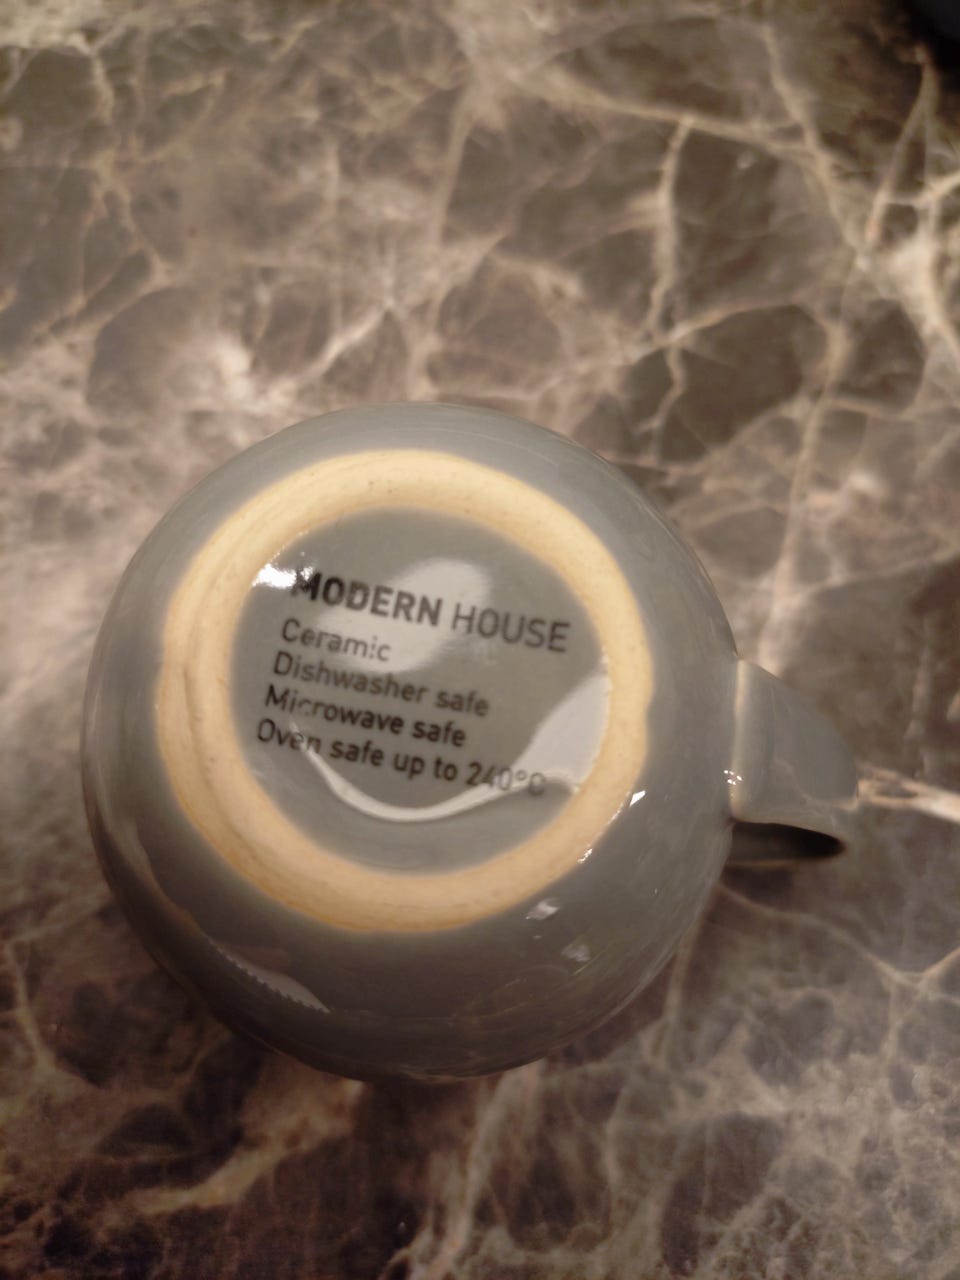 MODERN HOUSE
Ceramic
Dishwasher safe
Microwave safe
Oven safe up to 240°C